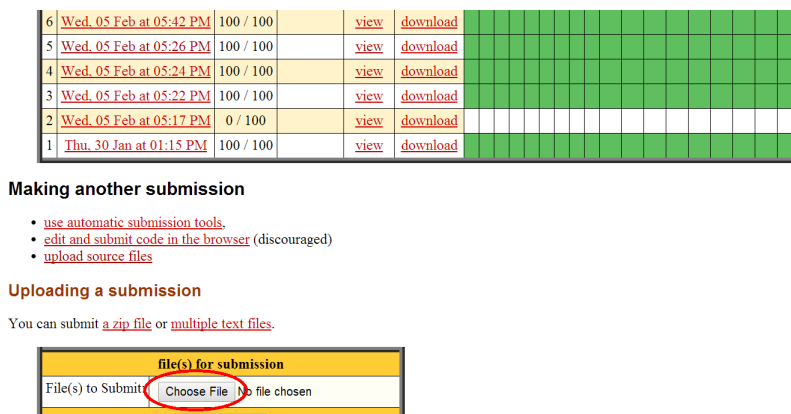 6 Wed, 05 Feb at 05:42 PM 100 / 100 view download
5 Wed, 05 Feb at 05:26 PM 100 / 100 view download
4 Wed, 05 Feb at 05:24 PM 100 / 100 view download
3 Wed, 05 Feb at 05:22 PM 100 / 100 view download
2 Wed, 05 Feb at 05:17 PM 0 / 100 view download
1 Thu, 30 Jan at 01:15 PM 100 / 100 view download
Making another submission
• use automatic submission tools,
• edit and submit code in the browser (discouraged)
• upload source files
Uploading a submission
You can submit a zip file or multiple text files.
file(s) for submission
File(s) to Submit: Choose File No file chosen